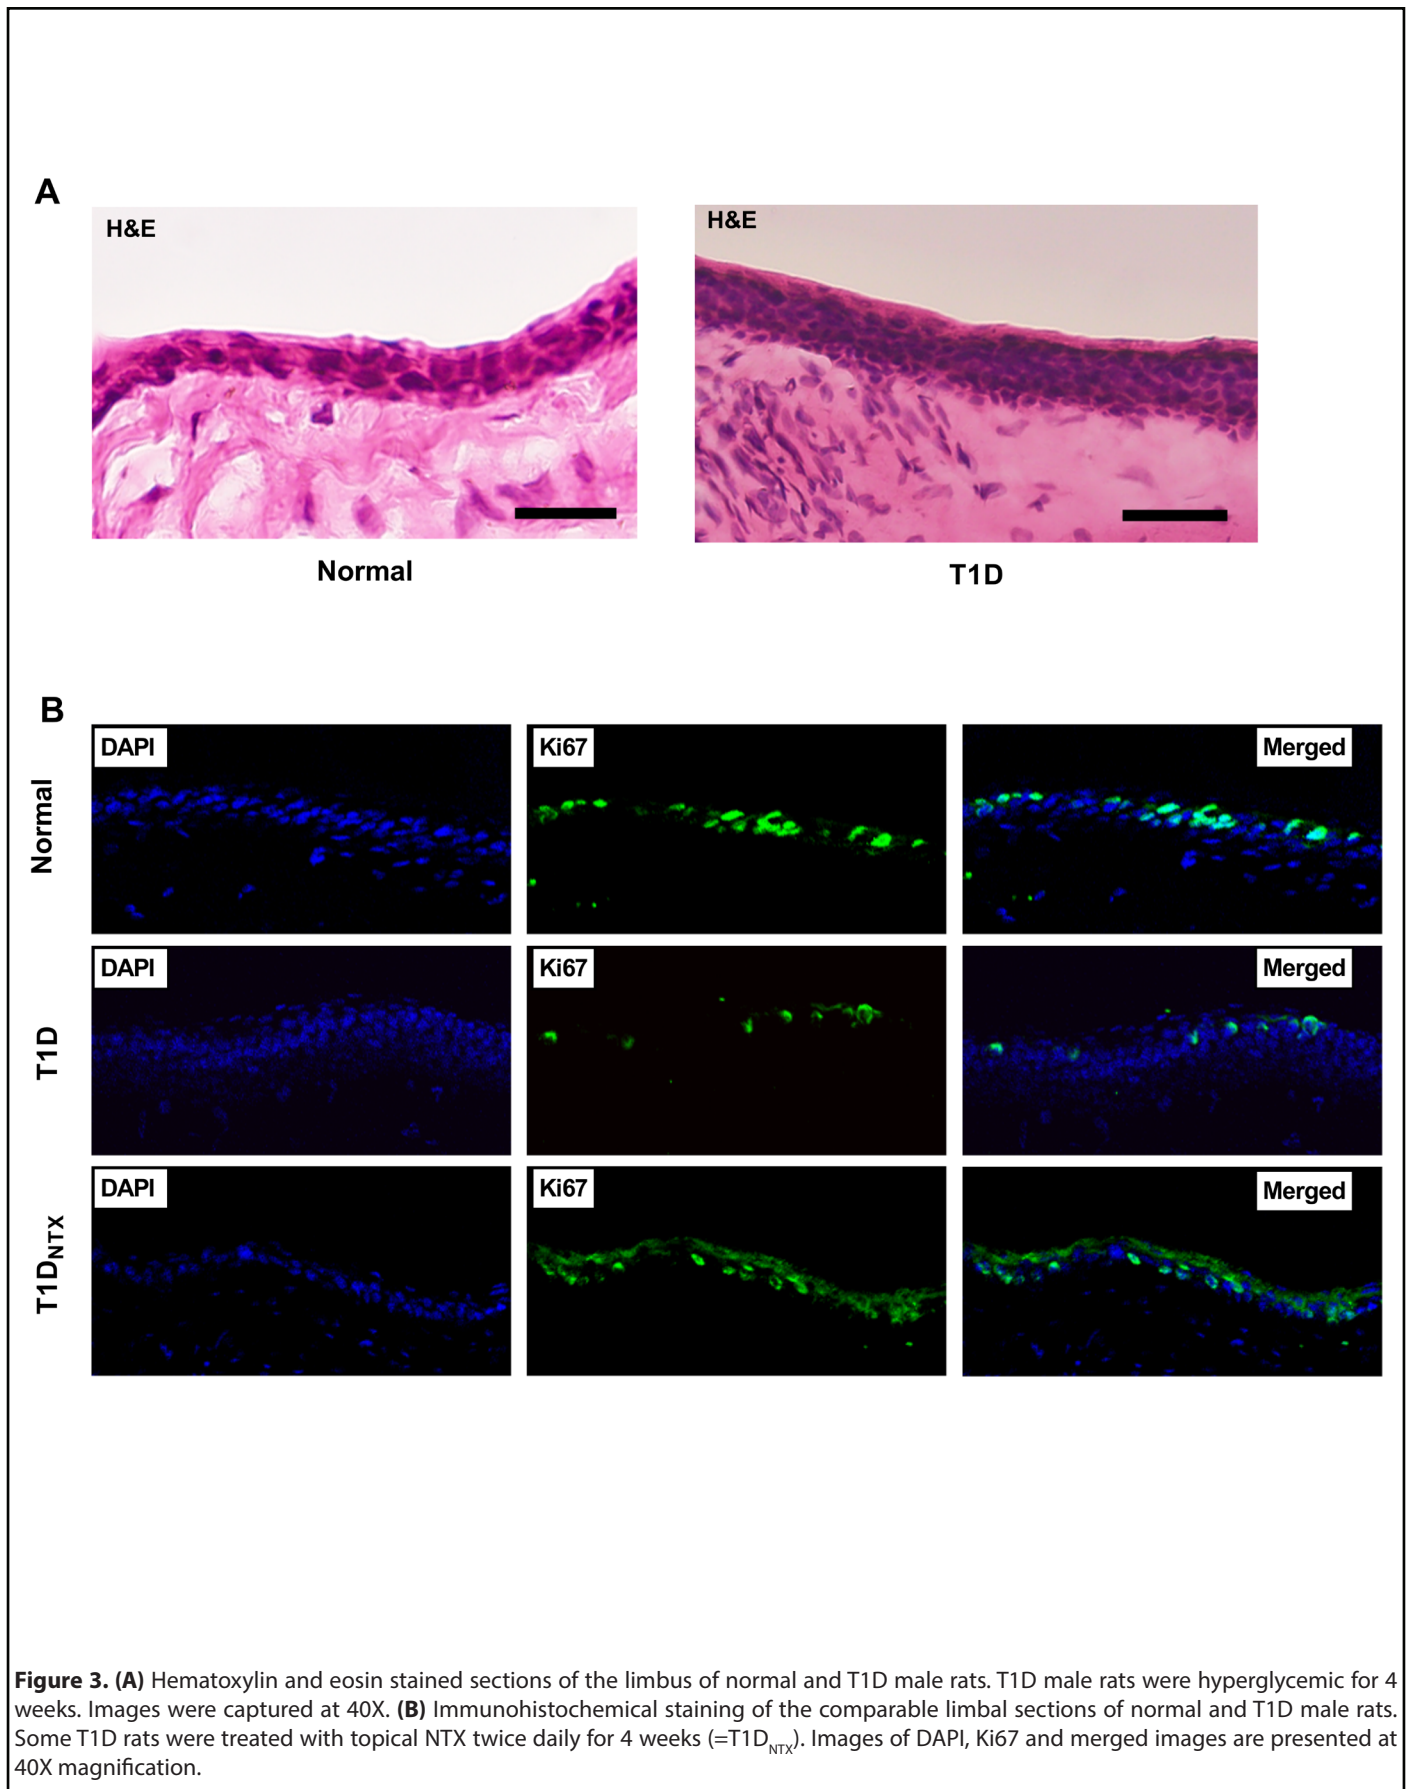 A
H&E
H&E
Normal
T1D
B
Normal
DAPI
Ki67
Merged
T1D
DAPI
Ki67
Merged
T1D_NTX
DAPI
Ki67
Merged
Figure 3. (A) Hematoxylin and eosin stained sections of the limbus of normal and T1D male rats. T1D male rats were hyperglycemic for 4
weeks. Images were captured at 40X. (B) Immunohistochemical staining of the comparable limbal sections of normal and T1D male rats.
Some T1D rats were treated with topical NTX twice daily for 4 weeks (=T1D_NTX). Images of DAPI, Ki67 and merged images are presented at
40X magnification.